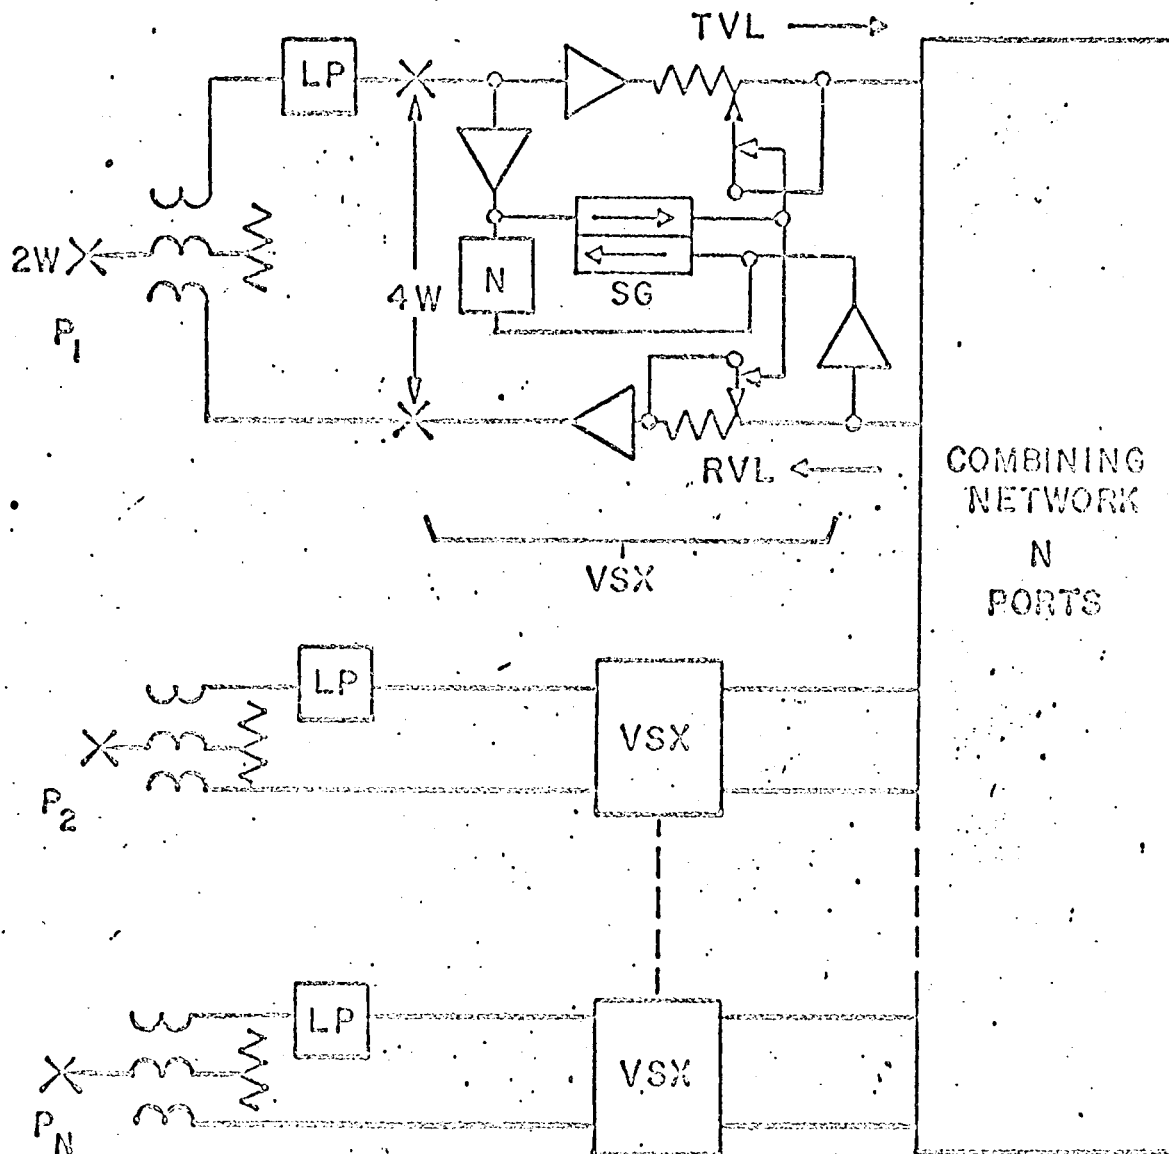 TVL
LP
2W
4W
N
SG
P1
RVL
COMBINING
NETWORK
N
PORTS
VSX
LP
VSX
P2
LP
VSX
PN